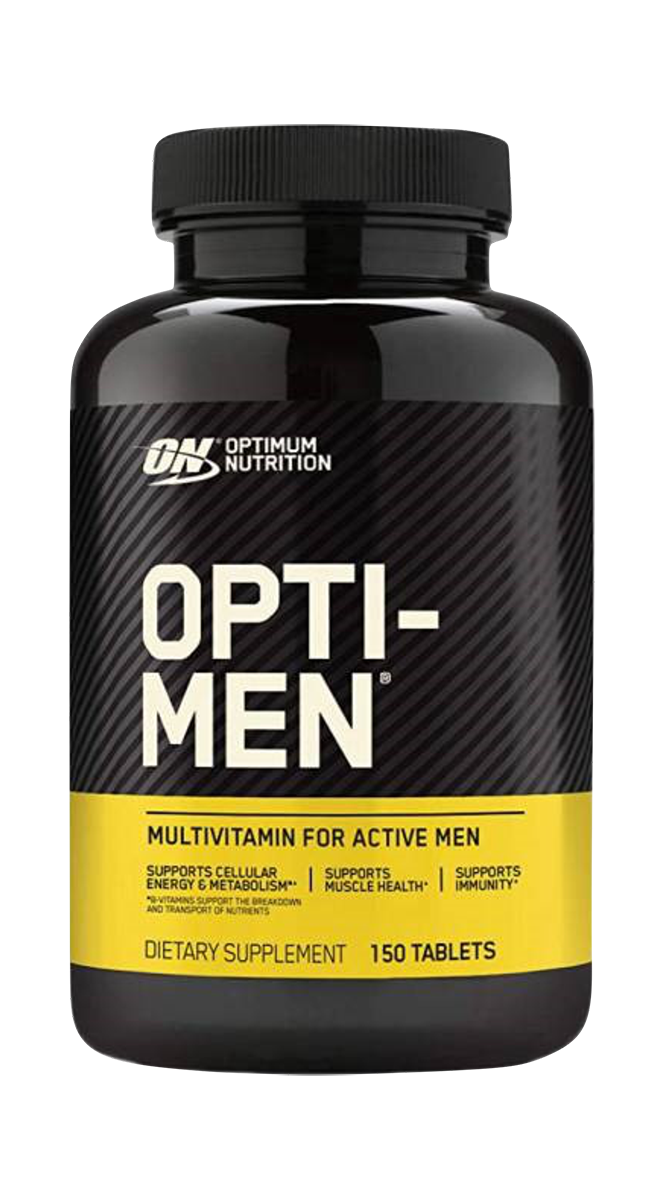 ON® OPTIMUM
NUTRITION
OPTI-
MEN®
MULTIVITAMIN FOR ACTIVE MEN
SUPPORTS CELLULAR
ENERGY & METABOLISM**
*B-VITAMINS SUPPORT THE BREAKDOWN
AND TRANSPORT OF NUTRIENTS
SUPPORTS
MUSCLE HEALTH*
SUPPORTS
IMMUNITY*
DIETARY SUPPLEMENT 150 TABLETS